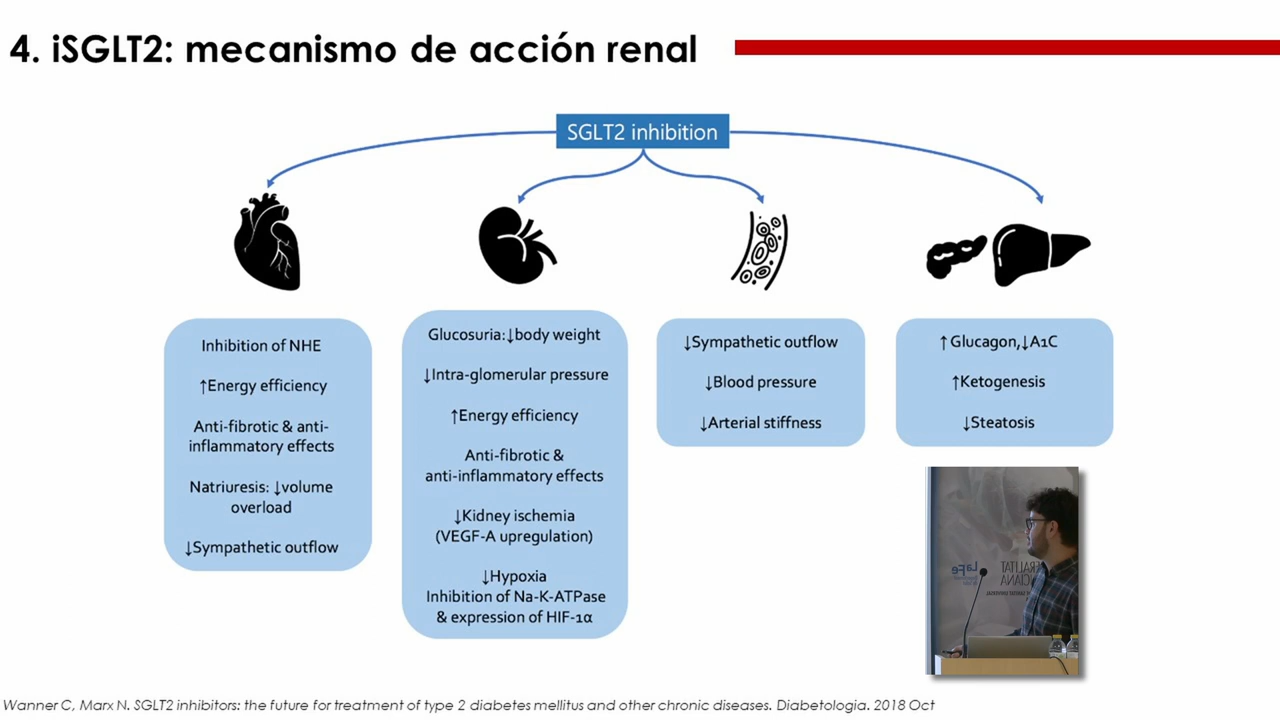 4. iSGLT2: mecanismo de acción renal
SGLT2 inhibition
Inhibition of NHE
↑Energy efficiency
Anti-fibrotic & anti-
inflammatory effects
Natriuresis: ↓volume
overload
↓Sympathetic outflow
Glucosuria:↓body weight
↓Intra-glomerular pressure
↑Energy efficiency
Anti-fibrotic &
anti-inflammatory effects
↓Kidney ischemia
(VEGF-A upregulation)
↓Hypoxia
Inhibition of Na-K-ATPase
& expression of HIF-1α
↓Sympathetic outflow
↓Blood pressure
↓Arterial stiffness
↑Glucagon,↓A1C
↑Ketogenesis
↓Steatosis
LaFe
Wanner C, Marx N. SGLT2 inhibitors: the future for treatment of type 2 diabetes mellitus and other chronic diseases. Diabetologia. 2018 Oct